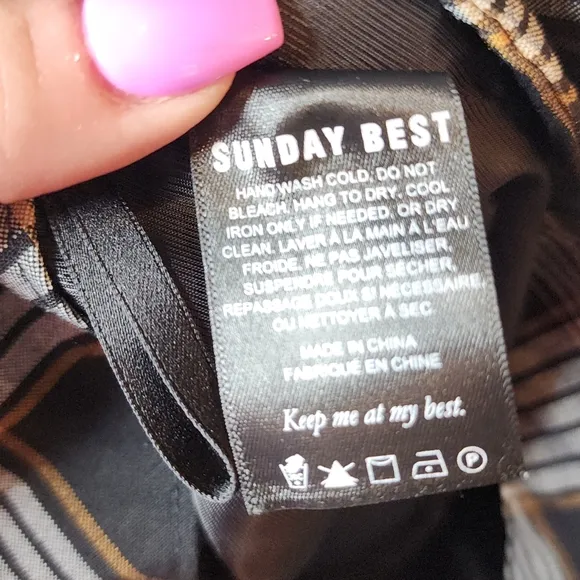 SUNDAY BEST
HAND WASH COLD, DO NOT
BLEACH. HANG TO DRY, COOL
IRON ONLY IF NEEDED, OR DRY
CLEAN. LAVER À LA MAIN À L'EAU
FROIDE, NE PAS JAVELISER,
SUSPENDRE POUR SÉCHER,
REPASSAGE DOUX SI NÉCESSAIRE,
OU NETTOYER À SEC
MADE IN CHINA
FABRIQUÉ EN CHINE
Keep me at my best.
P